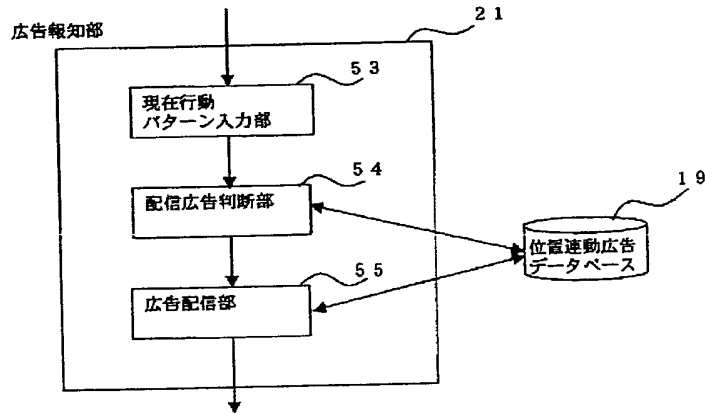 広告報知部
21
53
現在行動
パターン入力部
54
配信広告判断部
19
位置連動広告
データベース
55
広告配信部